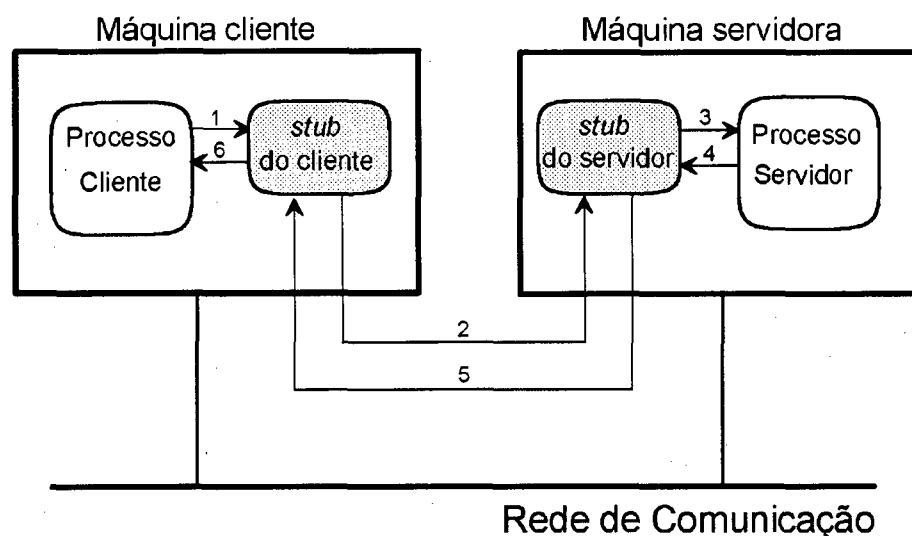 Máquina cliente
Máquina servidora
Processo
Cliente
1
6
stub
do cliente
stub
do servidor
3
4
Processo
Servidor
2
5
Rede de Comunicação